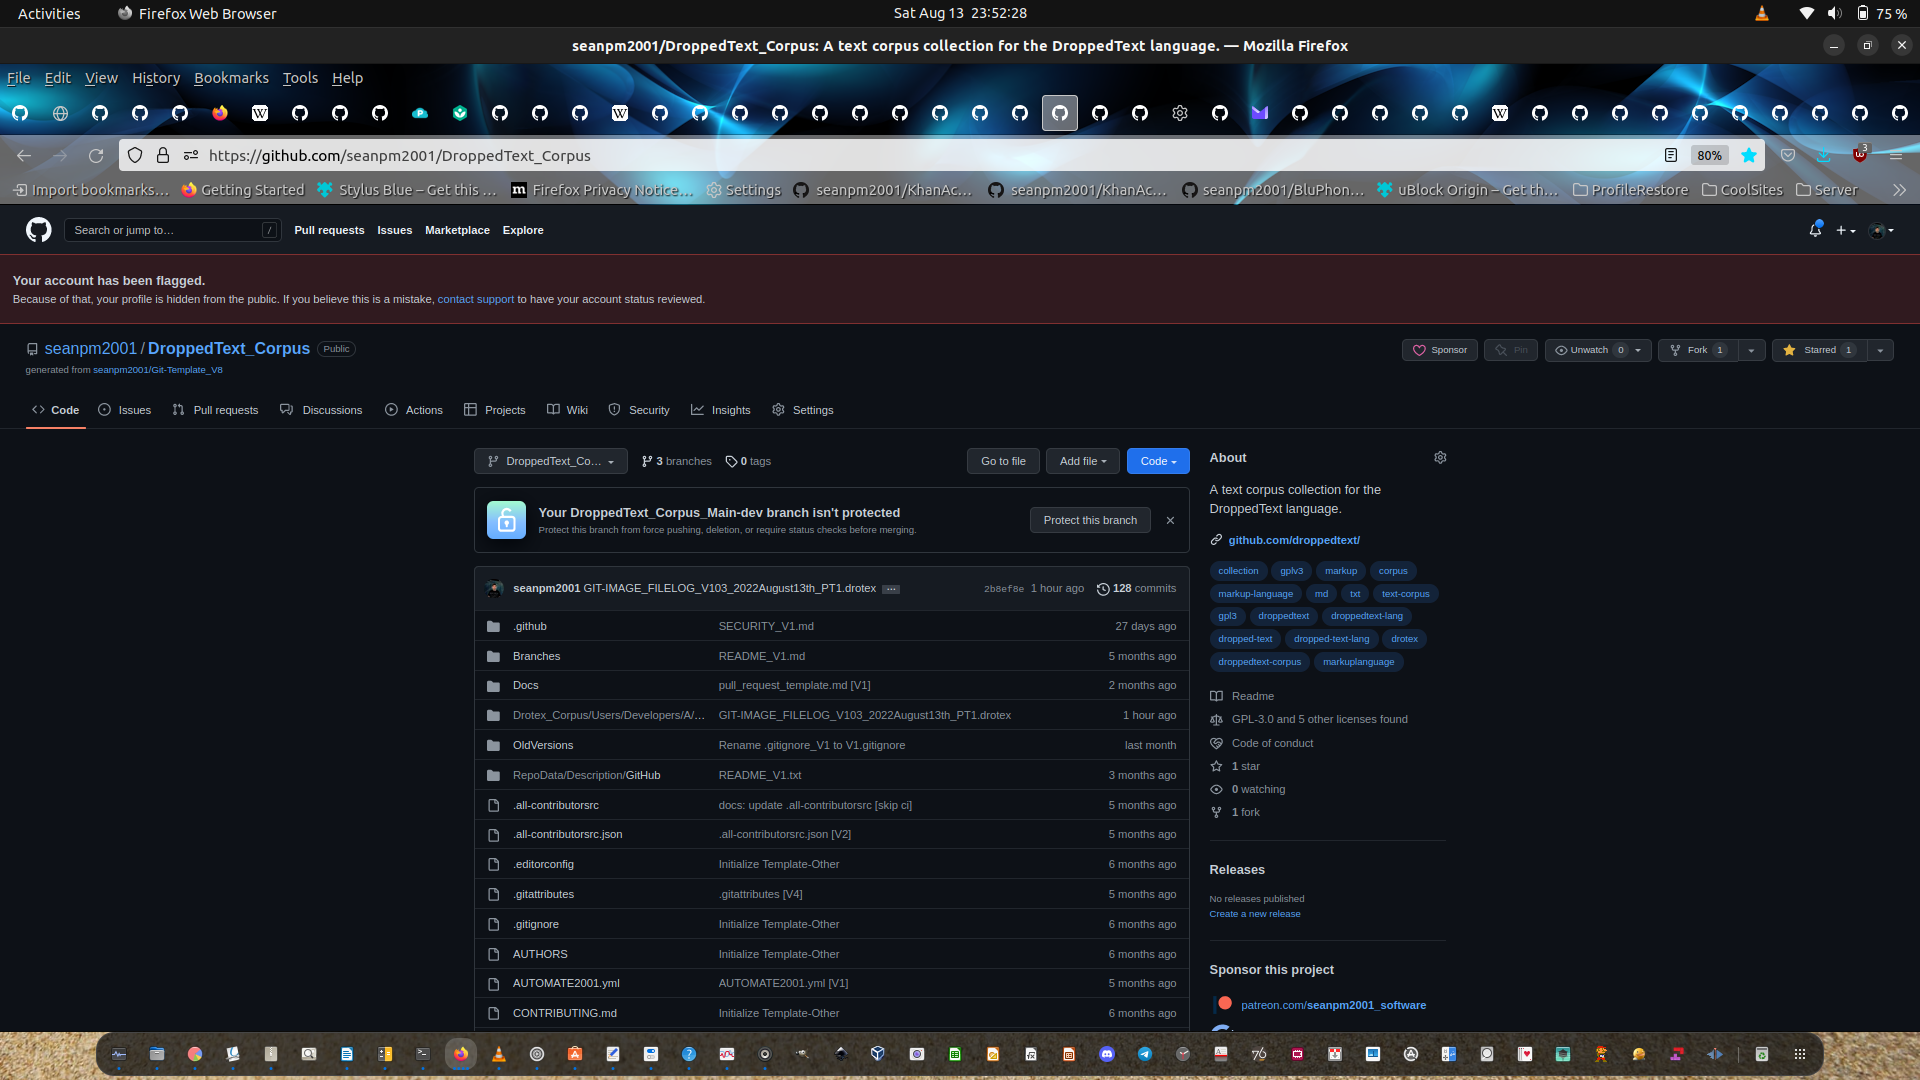 Activities
Firefox Web Browser
Sat Aug 13 23:52:28
75 %
seanpm2001/DroppedText_Corpus: A text corpus collection for the DroppedText language. — Mozilla Firefox
File Edit View History Bookmarks Tools Help
https://github.com/seanpm2001/DroppedText_Corpus
80%
3
Import bookmarks… Getting Started Stylus Blue – Get this … Firefox Privacy Notice… Settings seanpm2001/KhanAc… seanpm2001/KhanAc… seanpm2001/BluPhon… uBlock Origin – Get th… ProfileRestore CoolSites Server
Search or jump to…
/
Pull requests Issues Marketplace Explore
Your account has been flagged.
Because of that, your profile is hidden from the public. If you believe this is a mistake, contact support to have your account status reviewed.
seanpm2001 / DroppedText_Corpus Public
generated from seanpm2001/Git-Template_V8
Sponsor Pin Unwatch 0 Fork 1 Starred 1
Code Issues Pull requests Discussions Actions Projects Wiki Security Insights Settings
DroppedText_Co… 3 branches 0 tags Go to file Add file Code
Your DroppedText_Corpus_Main-dev branch isn't protected
Protect this branch from force pushing, deletion, or require status checks before merging.
Protect this branch
seanpm2001 GIT-IMAGE_FILELOG_V103_2022August13th_PT1.drotex … 2b8ef8e 1 hour ago 128 commits
.github SECURITY_V1.md 27 days ago
Branches README_V1.md 5 months ago
Docs pull_request_template.md [V1] 2 months ago
Drotex_Corpus/Users/Developers/A/… GIT-IMAGE_FILELOG_V103_2022August13th_PT1.drotex 1 hour ago
OldVersions Rename .gitignore_V1 to V1.gitignore last month
RepoData/Description/GitHub README_V1.txt 3 months ago
.all-contributorsrc docs: update .all-contributorsrc [skip ci] 5 months ago
.all-contributorsrc.json .all-contributorsrc.json [V2] 5 months ago
.editorconfig Initialize Template-Other 6 months ago
.gitattributes .gitattributes [V4] 5 months ago
.gitignore Initialize Template-Other 6 months ago
AUTHORS Initialize Template-Other 6 months ago
AUTOMATE2001.yml AUTOMATE2001.yml [V1] 5 months ago
CONTRIBUTING.md Initialize Template-Other 6 months ago
About
A text corpus collection for the
DroppedText language.
github.com/droppedtext/
collection gplv3 markup corpus
markup-language md txt text-corpus
gpl3 droppedtext droppedtext-lang
dropped-text dropped-text-lang drotex
droppedtext-corpus markuplanguage
Readme
GPL-3.0 and 5 other licenses found
Code of conduct
1 star
0 watching
1 fork
Releases
No releases published
Create a new release
Sponsor this project
patreon.com/seanpm2001_software
76